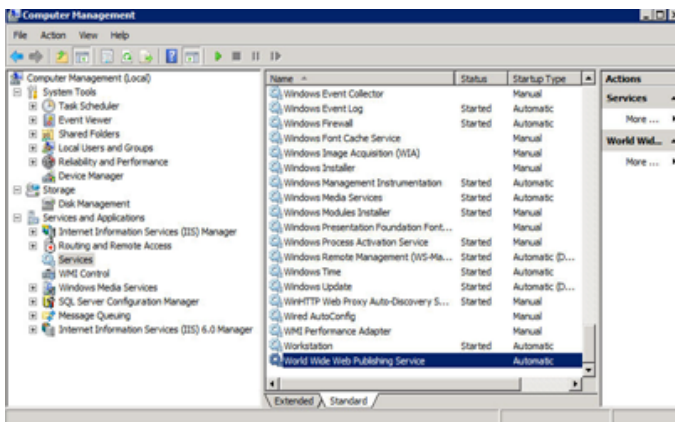 Computer Management
File Action View Help
Computer Management (Local)
System Tools
Task Scheduler
Event Viewer
Shared Folders
Local Users and Groups
Reliability and Performance
Device Manager
Storage
Disk Management
Services and Applications
Internet Information Services (IIS) Manager
Routing and Remote Access
Services
WMI Control
Windows Media Services
SQL Server Configuration Manager
Message Queuing
Internet Information Services (IIS) 6.0 Manager
Name Status Startup Type
Windows Event Collector Manual
Windows Event Log Started Automatic
Windows Firewall Started Automatic
Windows Font Cache Service Manual
Windows Image Acquisition (WIA) Manual
Windows Installer Manual
Windows Management Instrumentation Started Automatic
Windows Media Services Started Automatic
Windows Modules Installer Started Manual
Windows Presentation Foundation Font... Manual
Windows Process Activation Service Started Manual
Windows Remote Management (WS-Ma... Started Automatic (D...
Windows Time Started Automatic
Windows Update Started Automatic (D...
WinHTTP Web Proxy Auto-Discovery S... Started Manual
Wired AutoConfig Manual
WMI Performance Adapter Manual
Workstation Started Automatic
World Wide Web Publishing Service Automatic
Extended Standard
Actions
Services
More ...
World Wid...
More ...